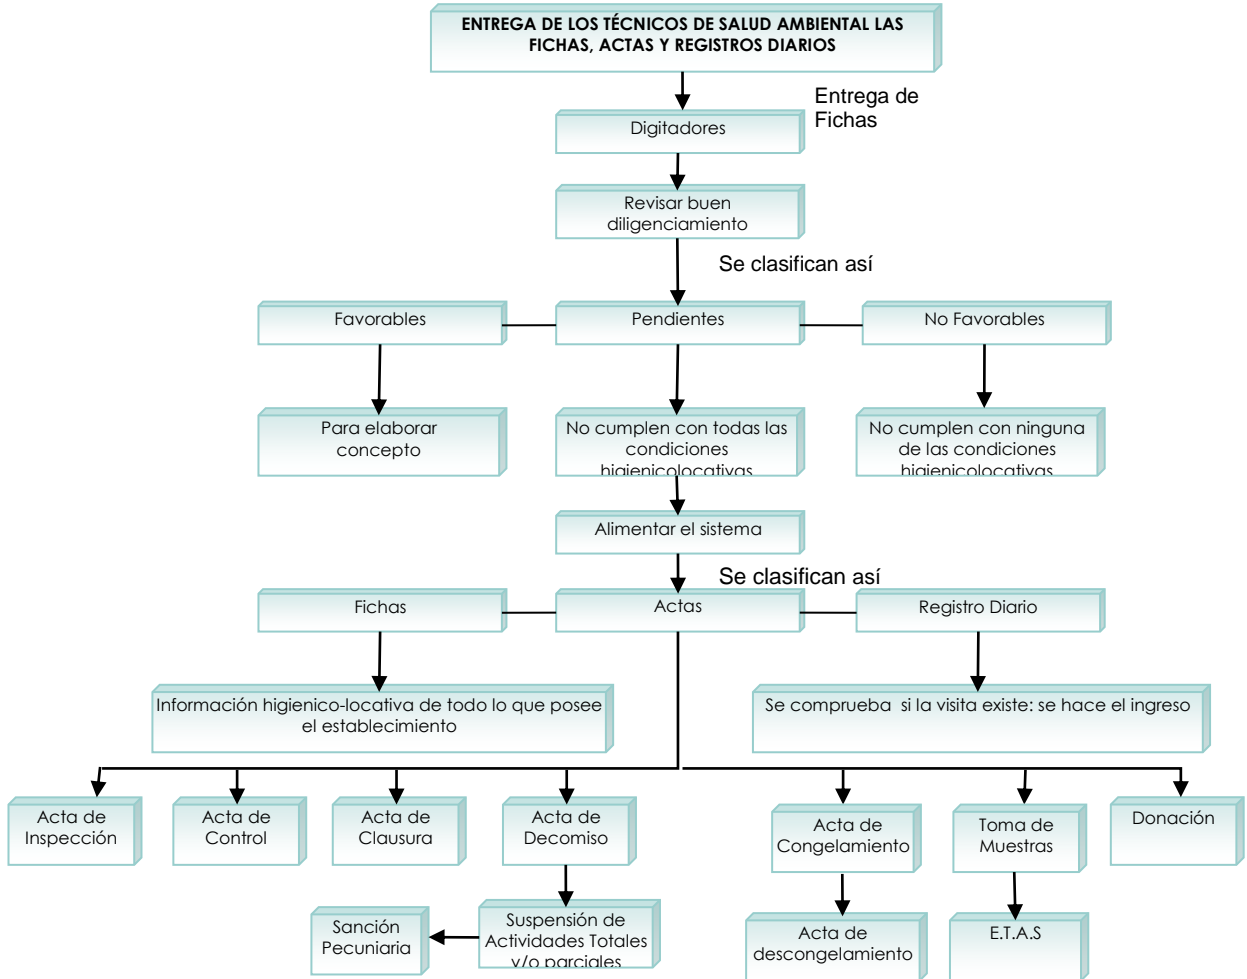 ENTREGA DE LOS TÉCNICOS DE SALUD AMBIENTAL LAS
FICHAS, ACTAS Y REGISTROS DIARIOS
Entrega de
Fichas
Digitadores
Revisar buen
diligenciamiento
Se clasifican así
Favorables
Pendientes
No Favorables
Para elaborar
concepto
No cumplen con todas las
condiciones
higienicolocativas
No cumplen con ninguna
de las condiciones
higienicolocativas
Alimentar el sistema
Se clasifican así
Fichas
Actas
Registro Diario
Información higienico-locativa de todo lo que posee
el establecimiento
Se comprueba si la visita existe: se hace el ingreso
Acta de
Inspección
Acta de
Control
Acta de
Clausura
Acta de
Decomiso
Acta de
Congelamiento
Toma de
Muestras
Donación
Sanción
Pecuniaria
Suspensión de
Actividades Totales
y/o parciales
Acta de
descongelamiento
E.T.A.S